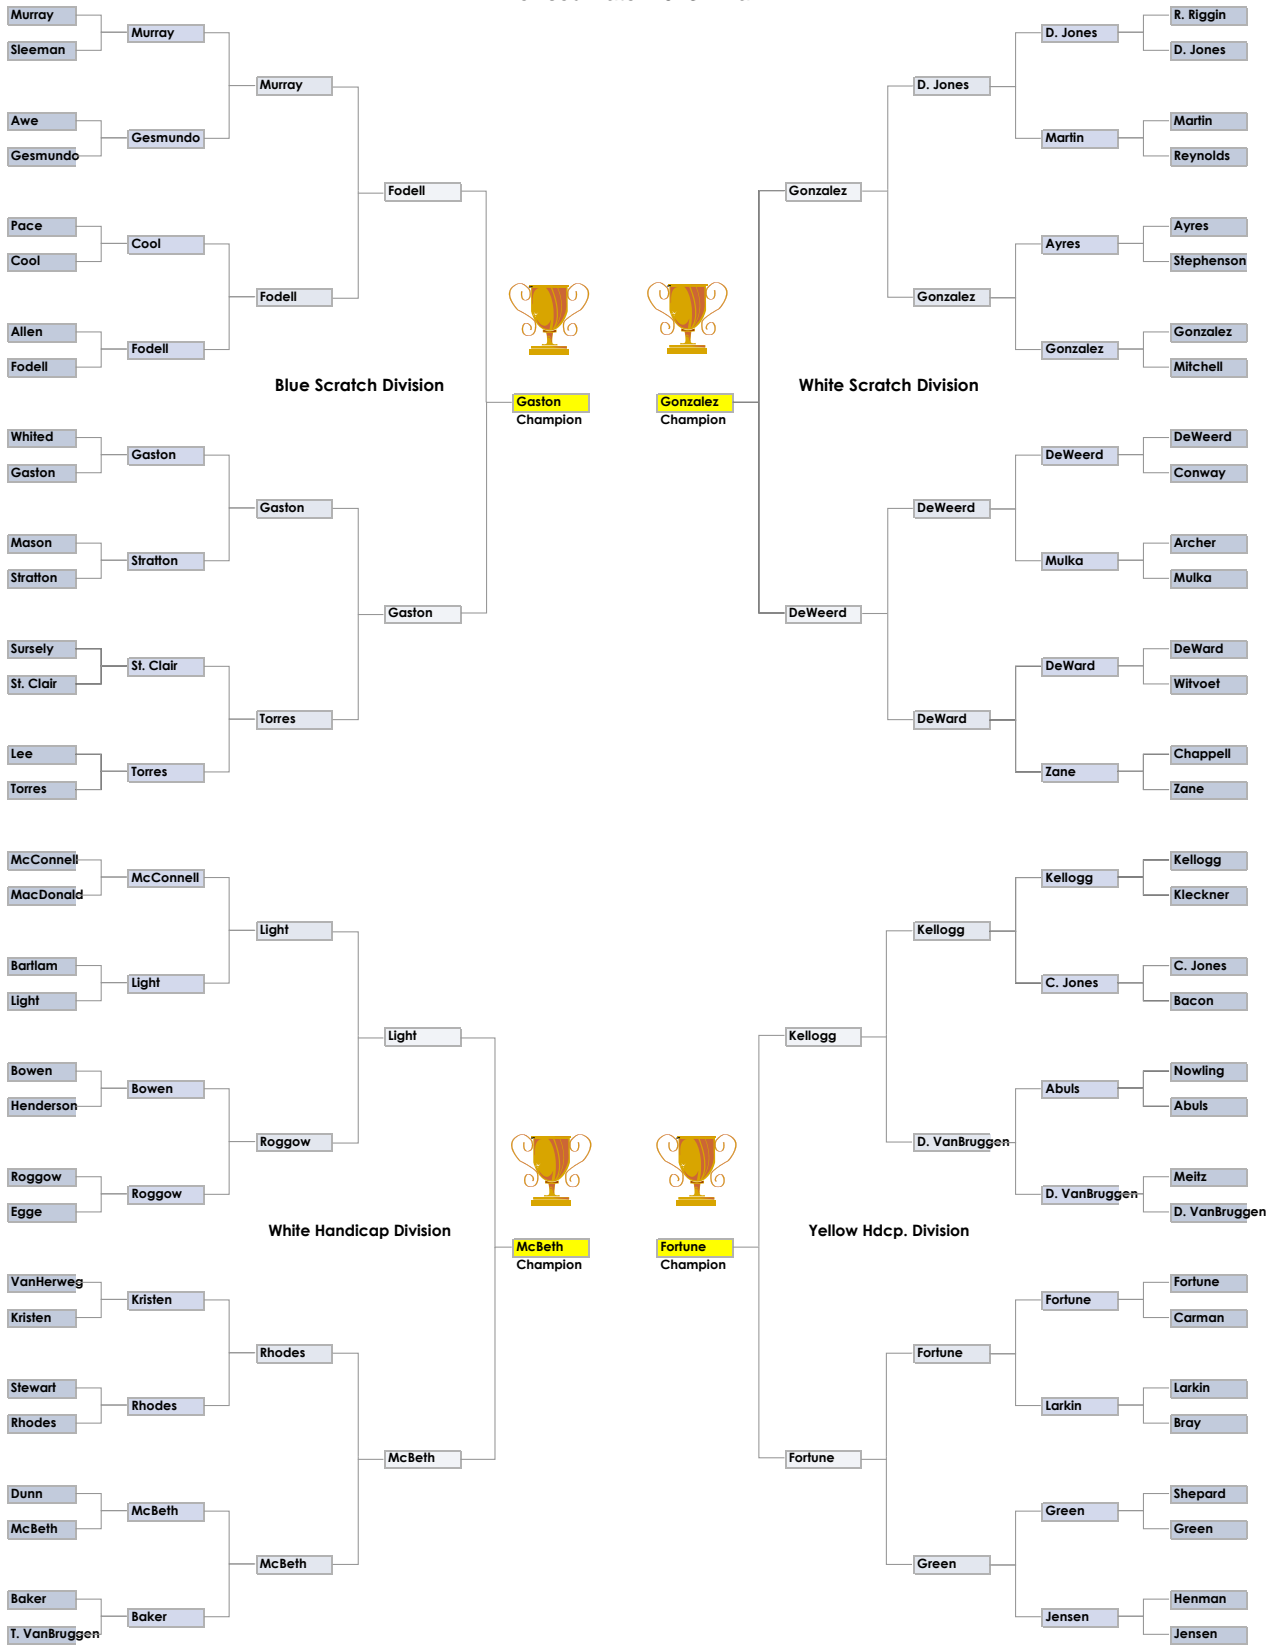 Murray
Sleeman
Awe
Gesmundo
Pace
Cool
Allen
Fodell
Whited
Gaston
Mason
Stratton
Sursely
St. Clair
Lee
Torres
Murray
Gesmundo
Cool
Fodell
Gaston
Stratton
St. Clair
Torres
Murray
Fodell
Gaston
Torres
Fodell
Gaston
Blue Scratch Division
Gaston
Champion
Gonzalez
Champion
White Scratch Division
Gonzalez
DeWeerd
D. Jones
Gonzalez
DeWeerd
DeWard
D. Jones
Martin
Ayres
Gonzalez
DeWeerd
Mulka
DeWard
Zane
R. Riggin
D. Jones
Martin
Reynolds
Ayres
Stephenson
Gonzalez
Mitchell
DeWeerd
Conway
Archer
Mulka
DeWard
Witvoet
Chappell
Zane
McConnell
MacDonald
Bartlam
Light
Bowen
Henderson
Roggow
Egge
VanHerweg
Kristen
Stewart
Rhodes
Dunn
McBeth
Baker
T. VanBruggen
McConnell
Light
Bowen
Roggow
Kristen
Rhodes
McBeth
Baker
Light
Roggow
Rhodes
McBeth
Light
McBeth
White Handicap Division
McBeth
Champion
Fortune
Champion
Yellow Hdcp. Division
Kellogg
Fortune
Kellogg
D. VanBruggen
Fortune
Green
Kellogg
C. Jones
Abuls
D. VanBruggen
Fortune
Larkin
Green
Jensen
Kellogg
Kleckner
C. Jones
Bacon
Nowling
Abuls
Meitz
D. VanBruggen
Fortune
Carman
Larkin
Bray
Shepard
Green
Henman
Jensen